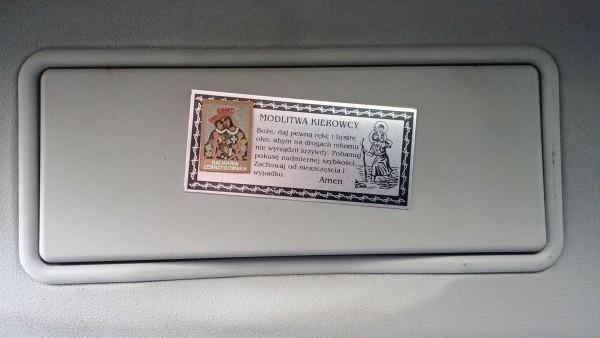 MODLITWA KIEROWCY
Boże, daj pewną rękę i bystre
oko, abym na drogach nikomu
nie wyrządził krzywdy. Pohamuj
pokusę nadmiernej szybkości
Zachowaj od nieszczęścia i
wypadku.
Amen
KALWARIA
ZEBRZYDOWSKA